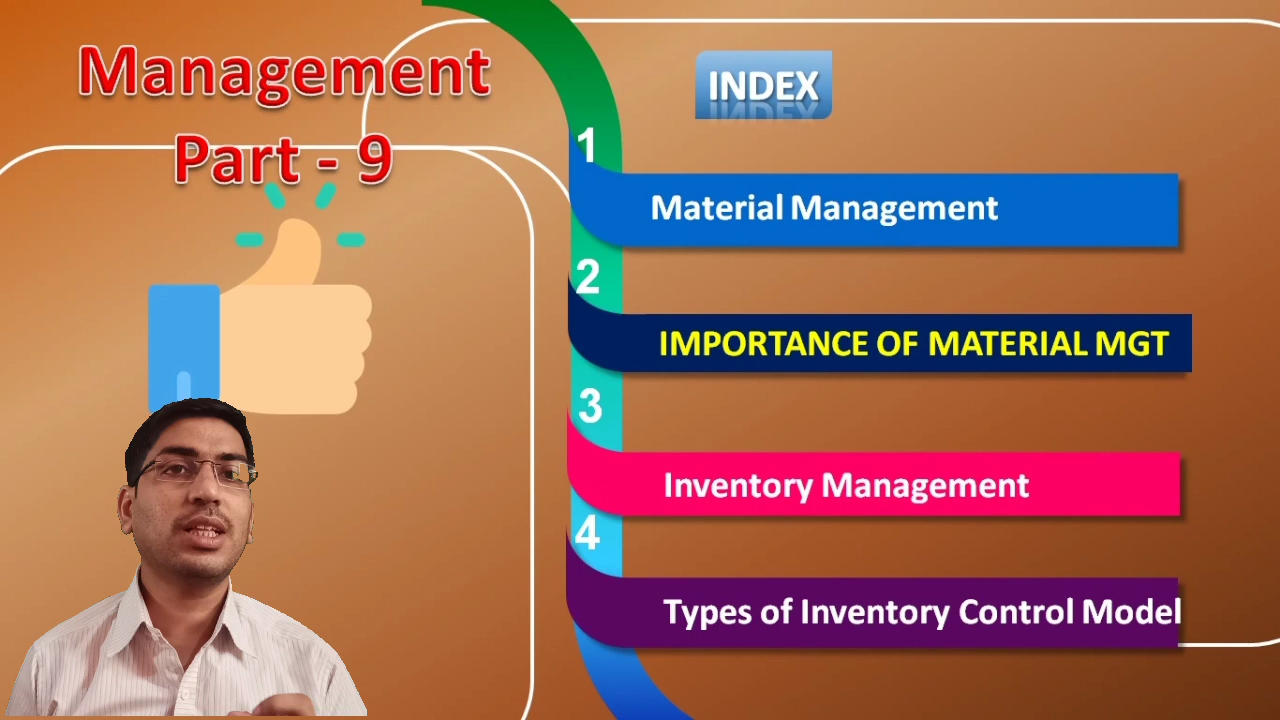 Management
Part - 9
INDEX
1
Material Management
2
IMPORTANCE OF MATERIAL MGT
3
Inventory Management
4
Types of Inventory Control Model